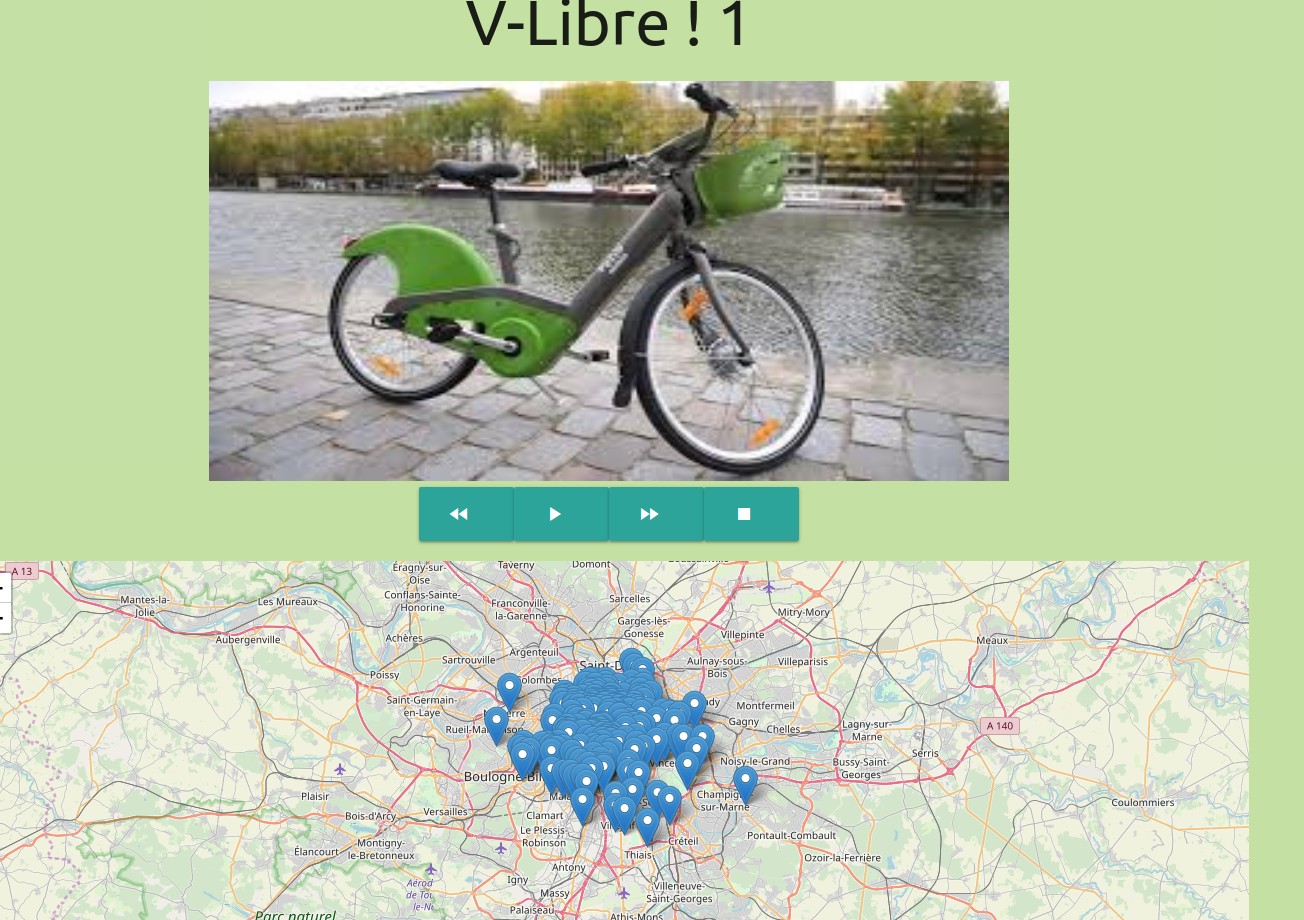 V-Libre ! 1
A 13
Mantes-la-
Jolie
Les Mureaux
Aubergenville
Éragny-sur-
Oise
Conflans-Sainte-
Honorine
Achères
Poissy
Taverny
Domont
Franconville-
la-Garenne
Sarcelles
Garges-lès-
Gonesse
Villepinte
Mitry-Mory
Meaux
Argenteuil
Sartrouville
Saint-D
Aulnay-sous-
Bois
Villeparisis
Saint-Germain-
en-Laye
olombes
Montfermeil
Gagny
Chelles
Rueil-Mal
Lagny-sur-
Marne
A 140
Serris
Noisy-le-Grand
Bussy-Saint-
Georges
Boulogne-Bil
Vince
Plaisir
Versailles
Champig
sur-Marne
Coulommiers
Bois-d'Arcy
Clamart
Le Plessis-
Robinson
Pontault-Combault
Élancourt
Montigny-
le-Bretonneux
Créteil
Thiais
Ozoir-la-Ferrière
Antony
Igny
Massy
Villeneuve-
Saint-Georges
Palaiseau
Athis-Mons
Aérod
de Tou
le-No
Parc naturel